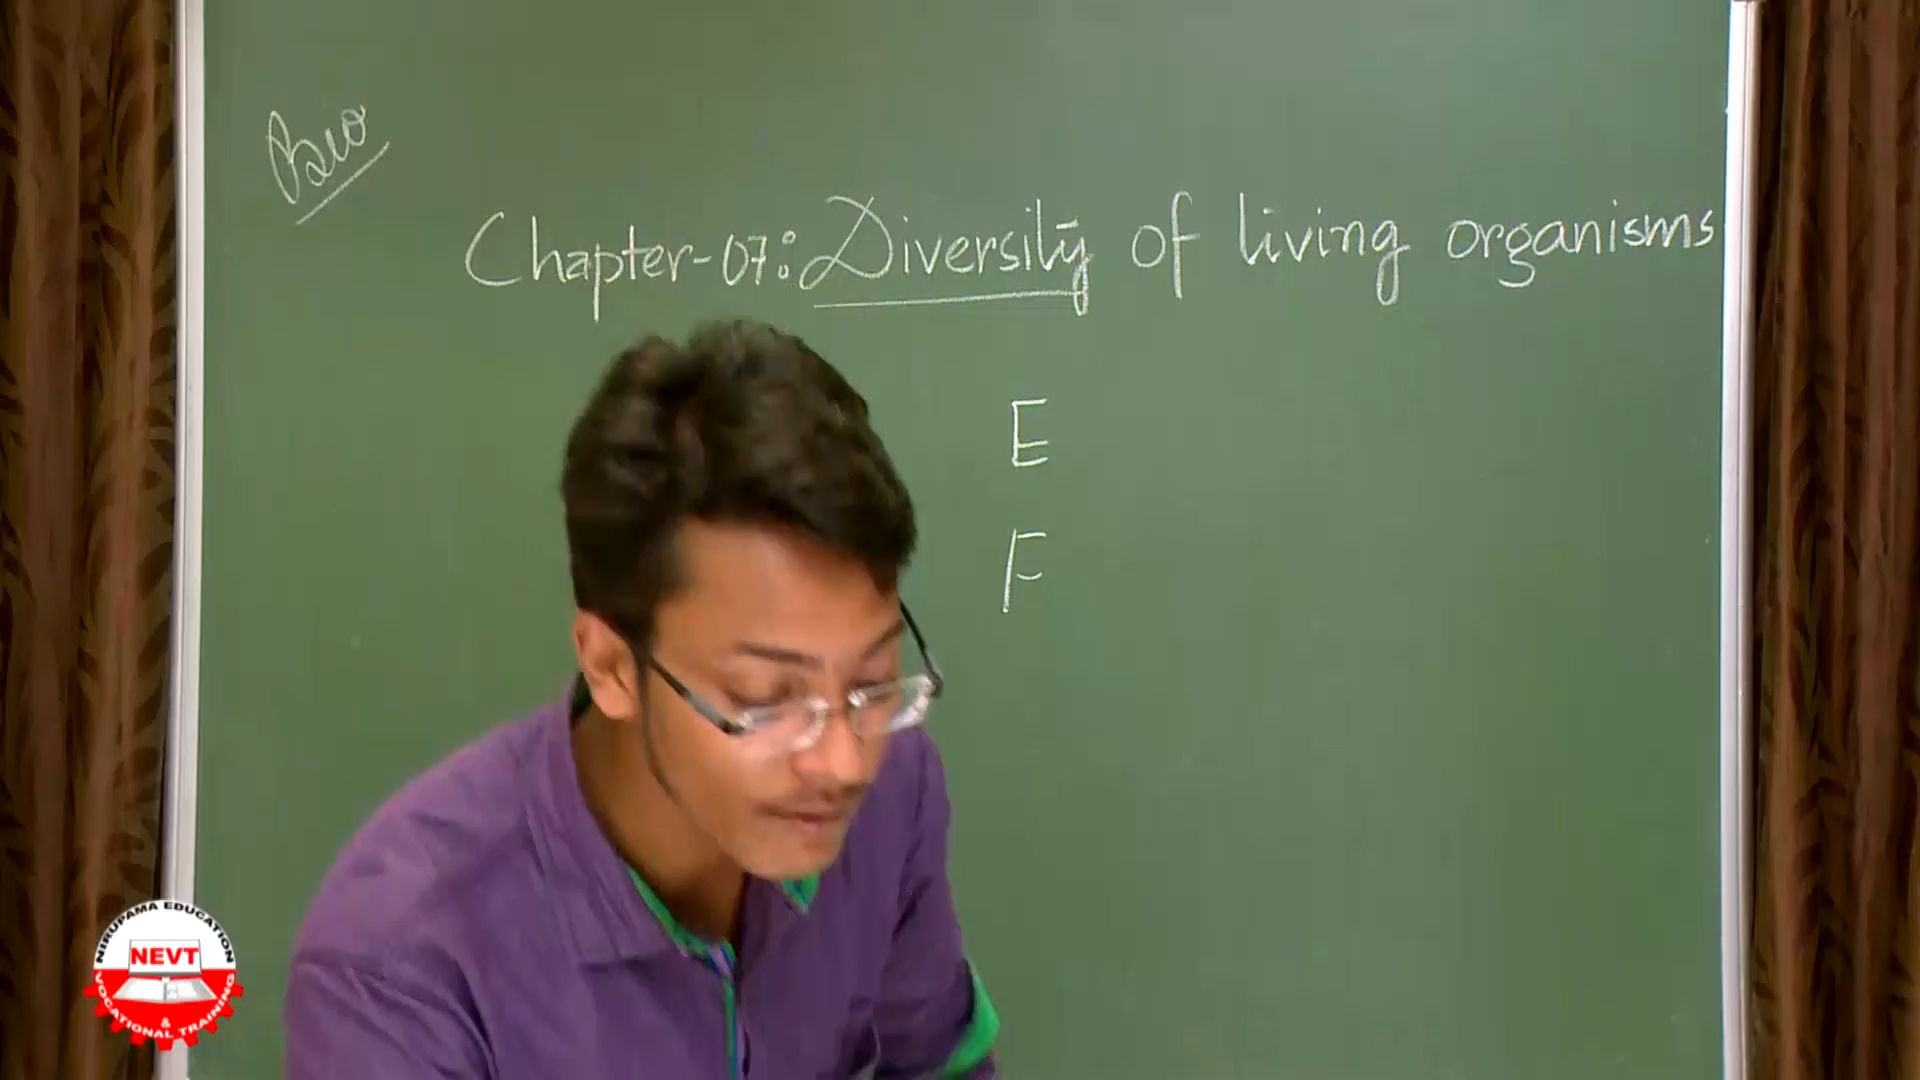 Bio
Chapter-07: Diversity of living organisms
E
F
NIRUPAMA EDUCATION
NEVT
&
VOCATIONAL TRAINING